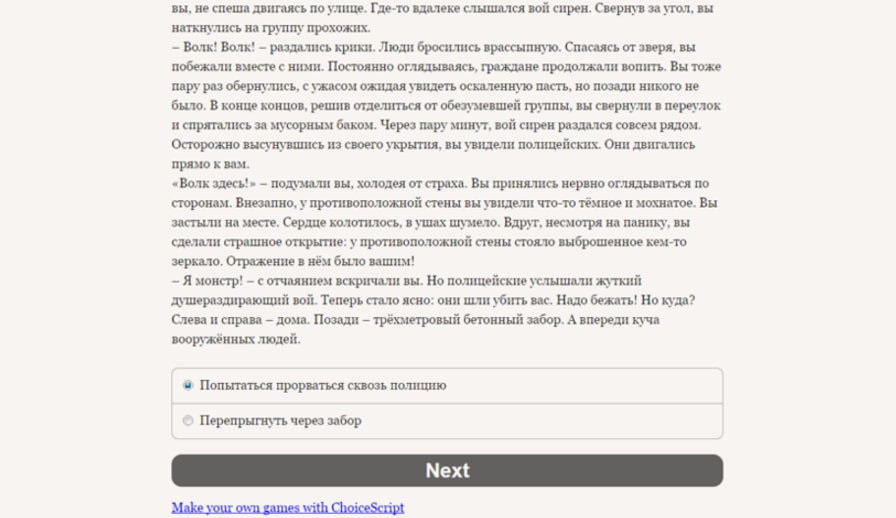 вы, не спеша двигаясь по улице. Где-то вдалеке слышался вой сирен. Свернув за угол, вы
наткнулись на группу прохожих.
– Волк! Волк! – раздались крики. Люди бросились врассыпную. Спасаясь от зверя, вы
побежали вместе с ними. Постоянно оглядываясь, граждане продолжали вопить. Вы тоже
пару раз обернулись, с ужасом ожидая увидеть оскаленную пасть, но позади никого не
было. В конце концов, решив отделиться от обезумевшей группы, вы свернули в переулок
и спрятались за мусорным баком. Через пару минут, вой сирен раздался совсем рядом.
Осторожно высунувшись из своего укрытия, вы увидели полицейских. Они двигались
прямо к вам.
«Волк здесь!» – подумали вы, холодея от страха. Вы принялись нервно оглядываться по
сторонам. Внезапно, у противоположной стены вы увидели что-то тёмное и мохнатое. Вы
застыли на месте. Сердце колотилось, в ушах шумело. Вдруг, несмотря на панику, вы
сделали страшное открытие: у противоположной стены стояло выброшенное кем-то
зеркало. Отражение в нём было вашим!
– Я монстр! – с отчаянием вскричали вы. Но полицейские услышали жуткий
душераздирающий вой. Теперь стало ясно: они шли убить вас. Надо бежать! Но куда?
Слева и справа – дома. Позади – трёхметровый бетонный забор. А впереди куча
вооружённых людей.
Попытаться прорваться сквозь полицию
Перепрыгнуть через забор
Next
Make your own games with ChoiceScript